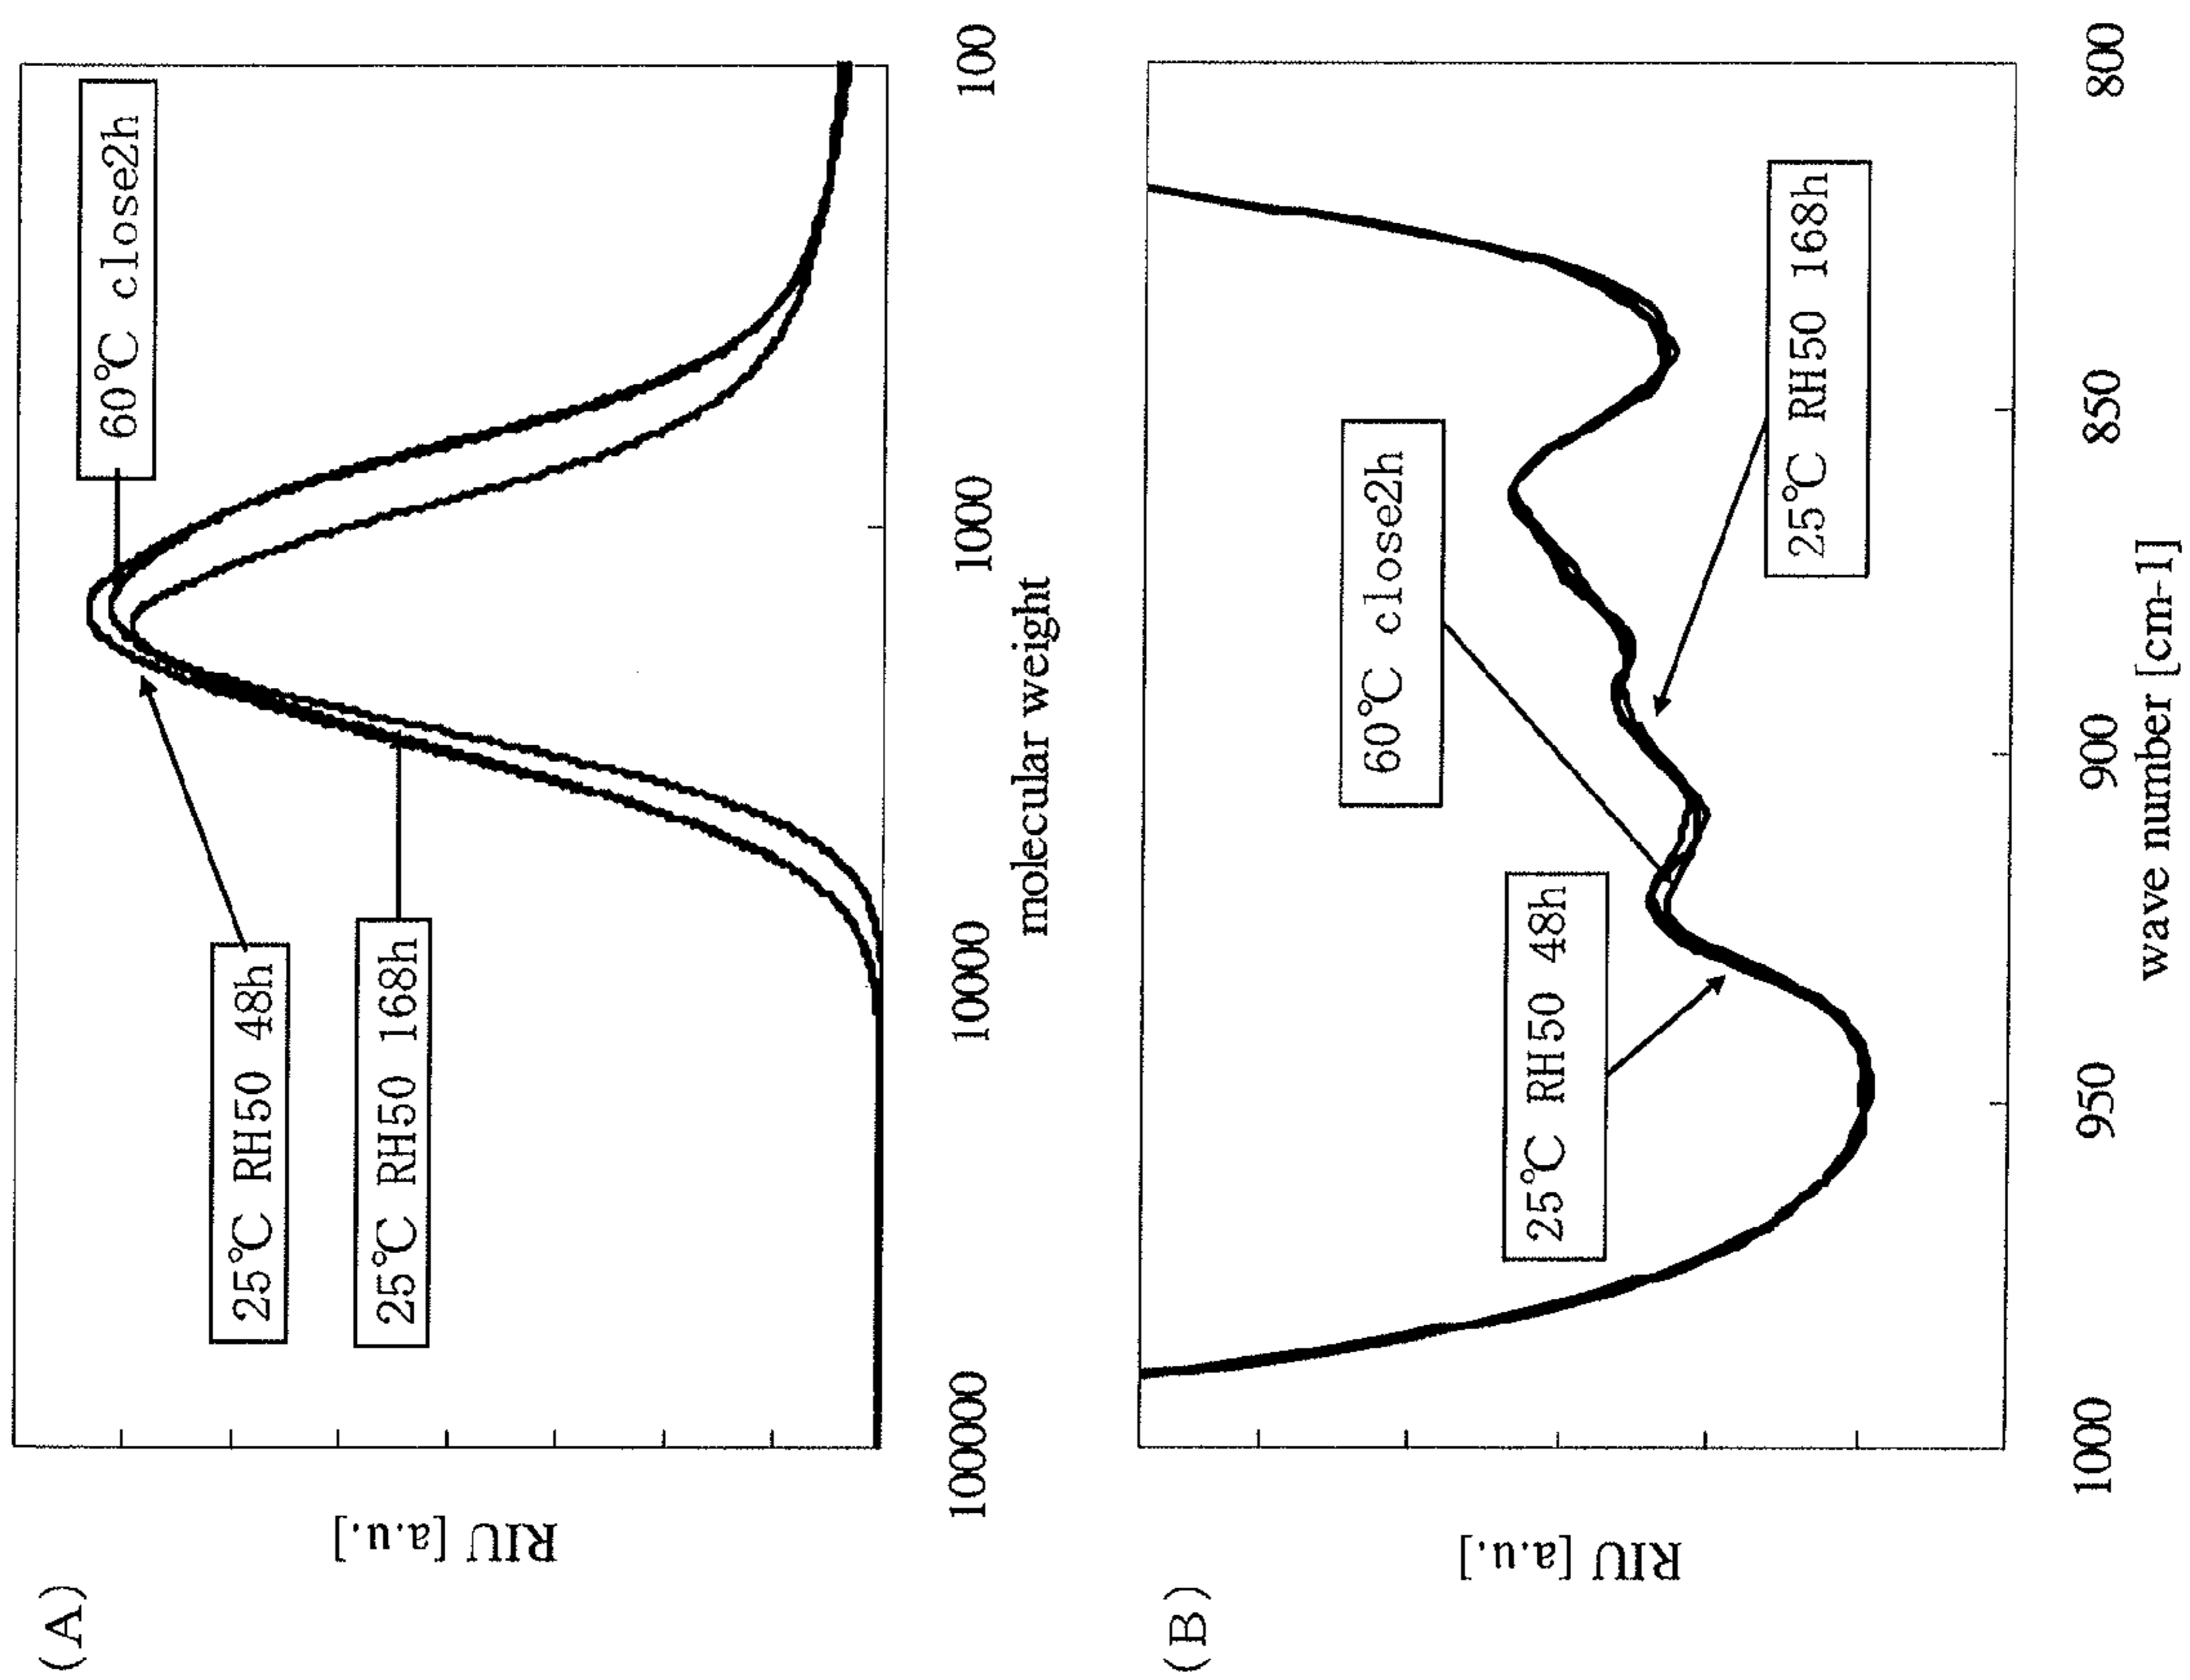 (A)
RIU [a.u.]
60℃ close2h
25℃ RH50 48h
25℃ RH50 168h
100000
10000
1000
100
molecular weight
(B)
RIU [a.u.]
60℃ close2h
25℃ RH50 48h
25℃ RH50 168h
1000
950
900
850
800
wave number [cm-1]